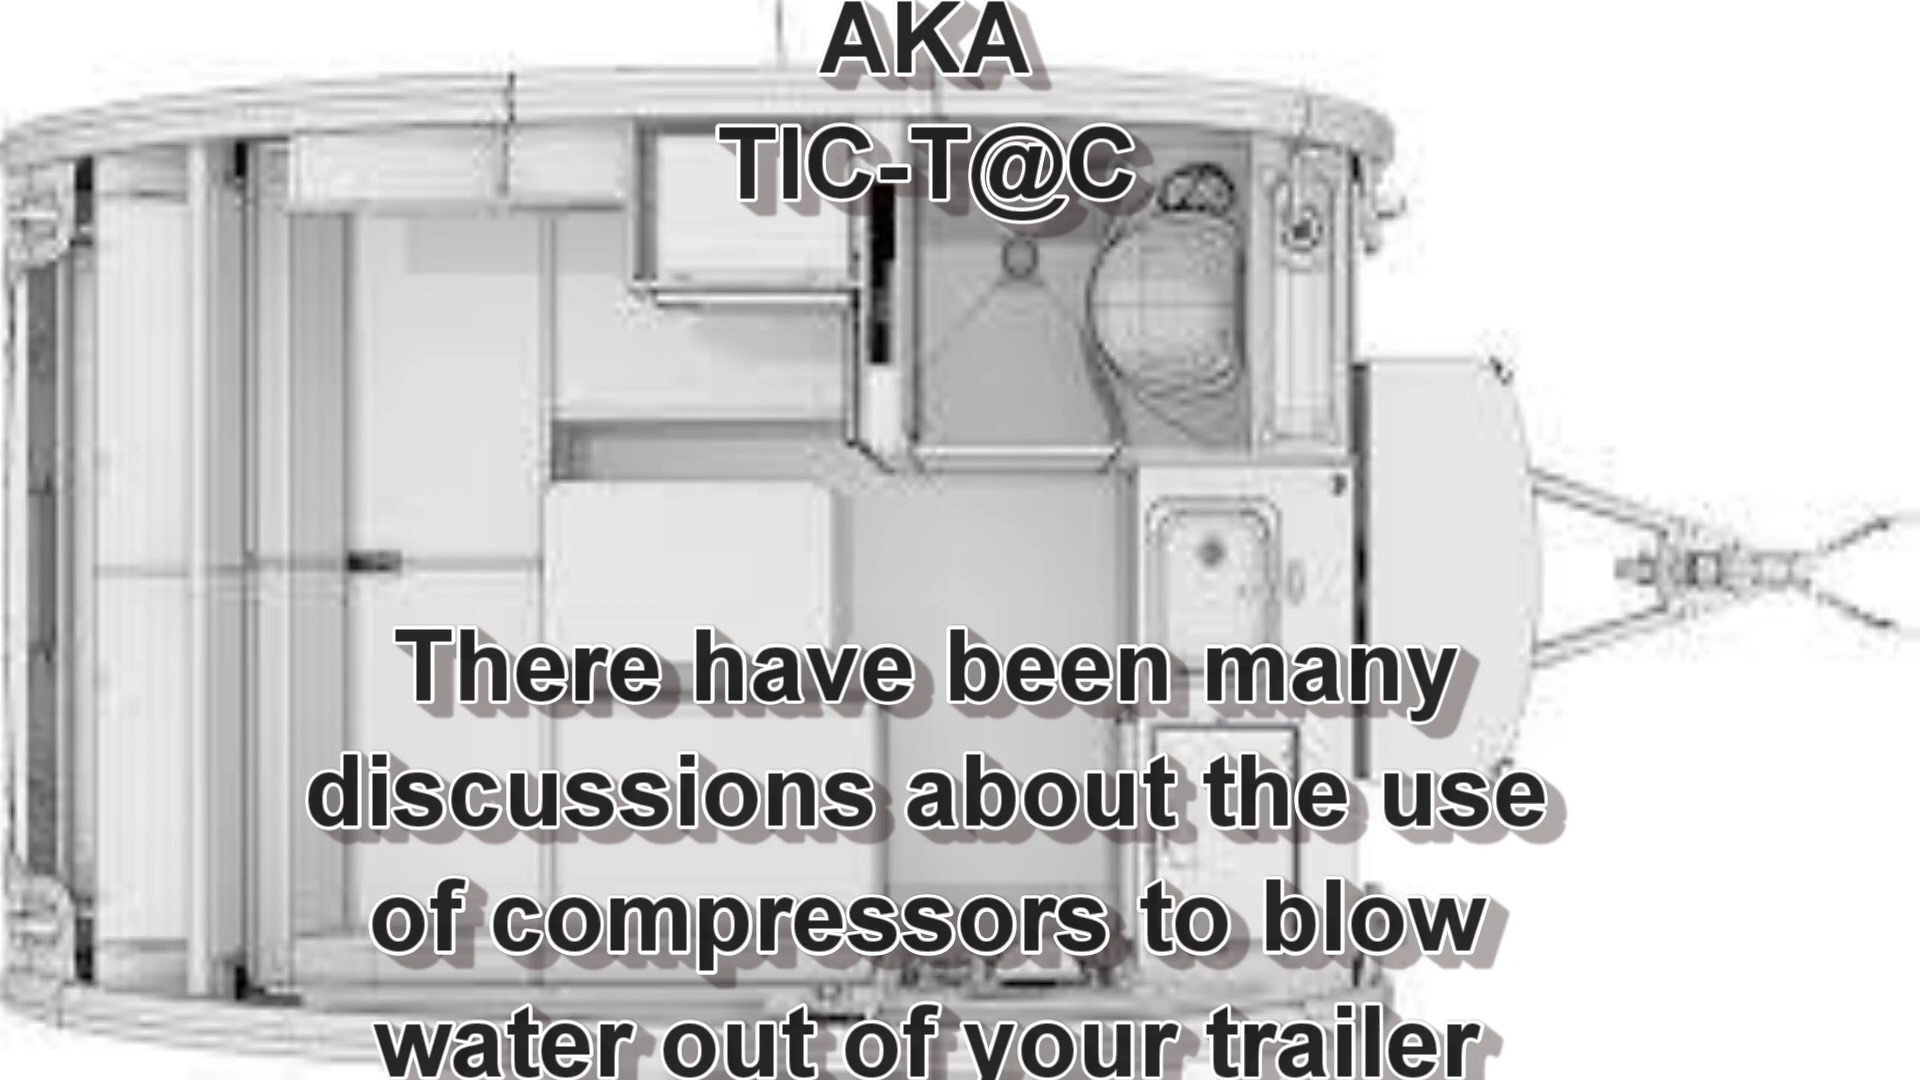 AKA
TIC-T@C
There have been many
discussions about the use
of compressors to blow
water out of your trailer